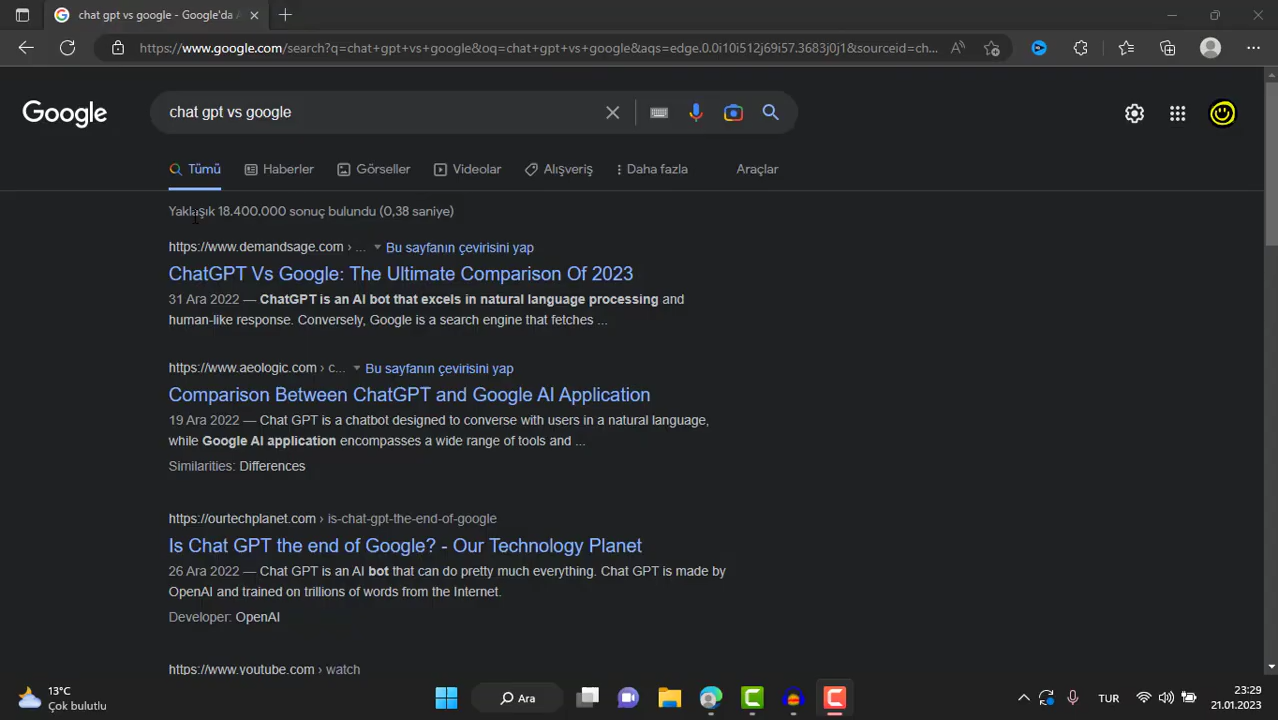 chat gpt vs google - Google'da A
https://www.google.com/search?q=chat+gpt+vs+google&oq=chat+gpt+vs+google&aqs=edge.0.0i10i512j69i57.3683j0j1&sourceid=ch...
Google
chat gpt vs google
Tümü Haberler Görseller Videolar Alışveriş Daha fazla Araçlar
Yaklaşık 18.400.000 sonuç bulundu (0,38 saniye)
https://www.demandsage.com › ... Bu sayfanın çevirisini yap
ChatGPT Vs Google: The Ultimate Comparison Of 2023
31 Ara 2022 — ChatGPT is an AI bot that excels in natural language processing and
human-like response. Conversely, Google is a search engine that fetches ...
https://www.aeologic.com › c... Bu sayfanın çevirisini yap
Comparison Between ChatGPT and Google AI Application
19 Ara 2022 — Chat GPT is a chatbot designed to converse with users in a natural language,
while Google AI application encompasses a wide range of tools and ...
Similarities: Differences
https://ourtechplanet.com › is-chat-gpt-the-end-of-google
Is Chat GPT the end of Google? - Our Technology Planet
26 Ara 2022 — Chat GPT is an AI bot that can do pretty much everything. Chat GPT is made by
OpenAI and trained on trillions of words from the Internet.
Developer: OpenAI
https://www.youtube.com › watch
13°C
Çok bulutlu
Ara
TUR
23:29
21.01.2023